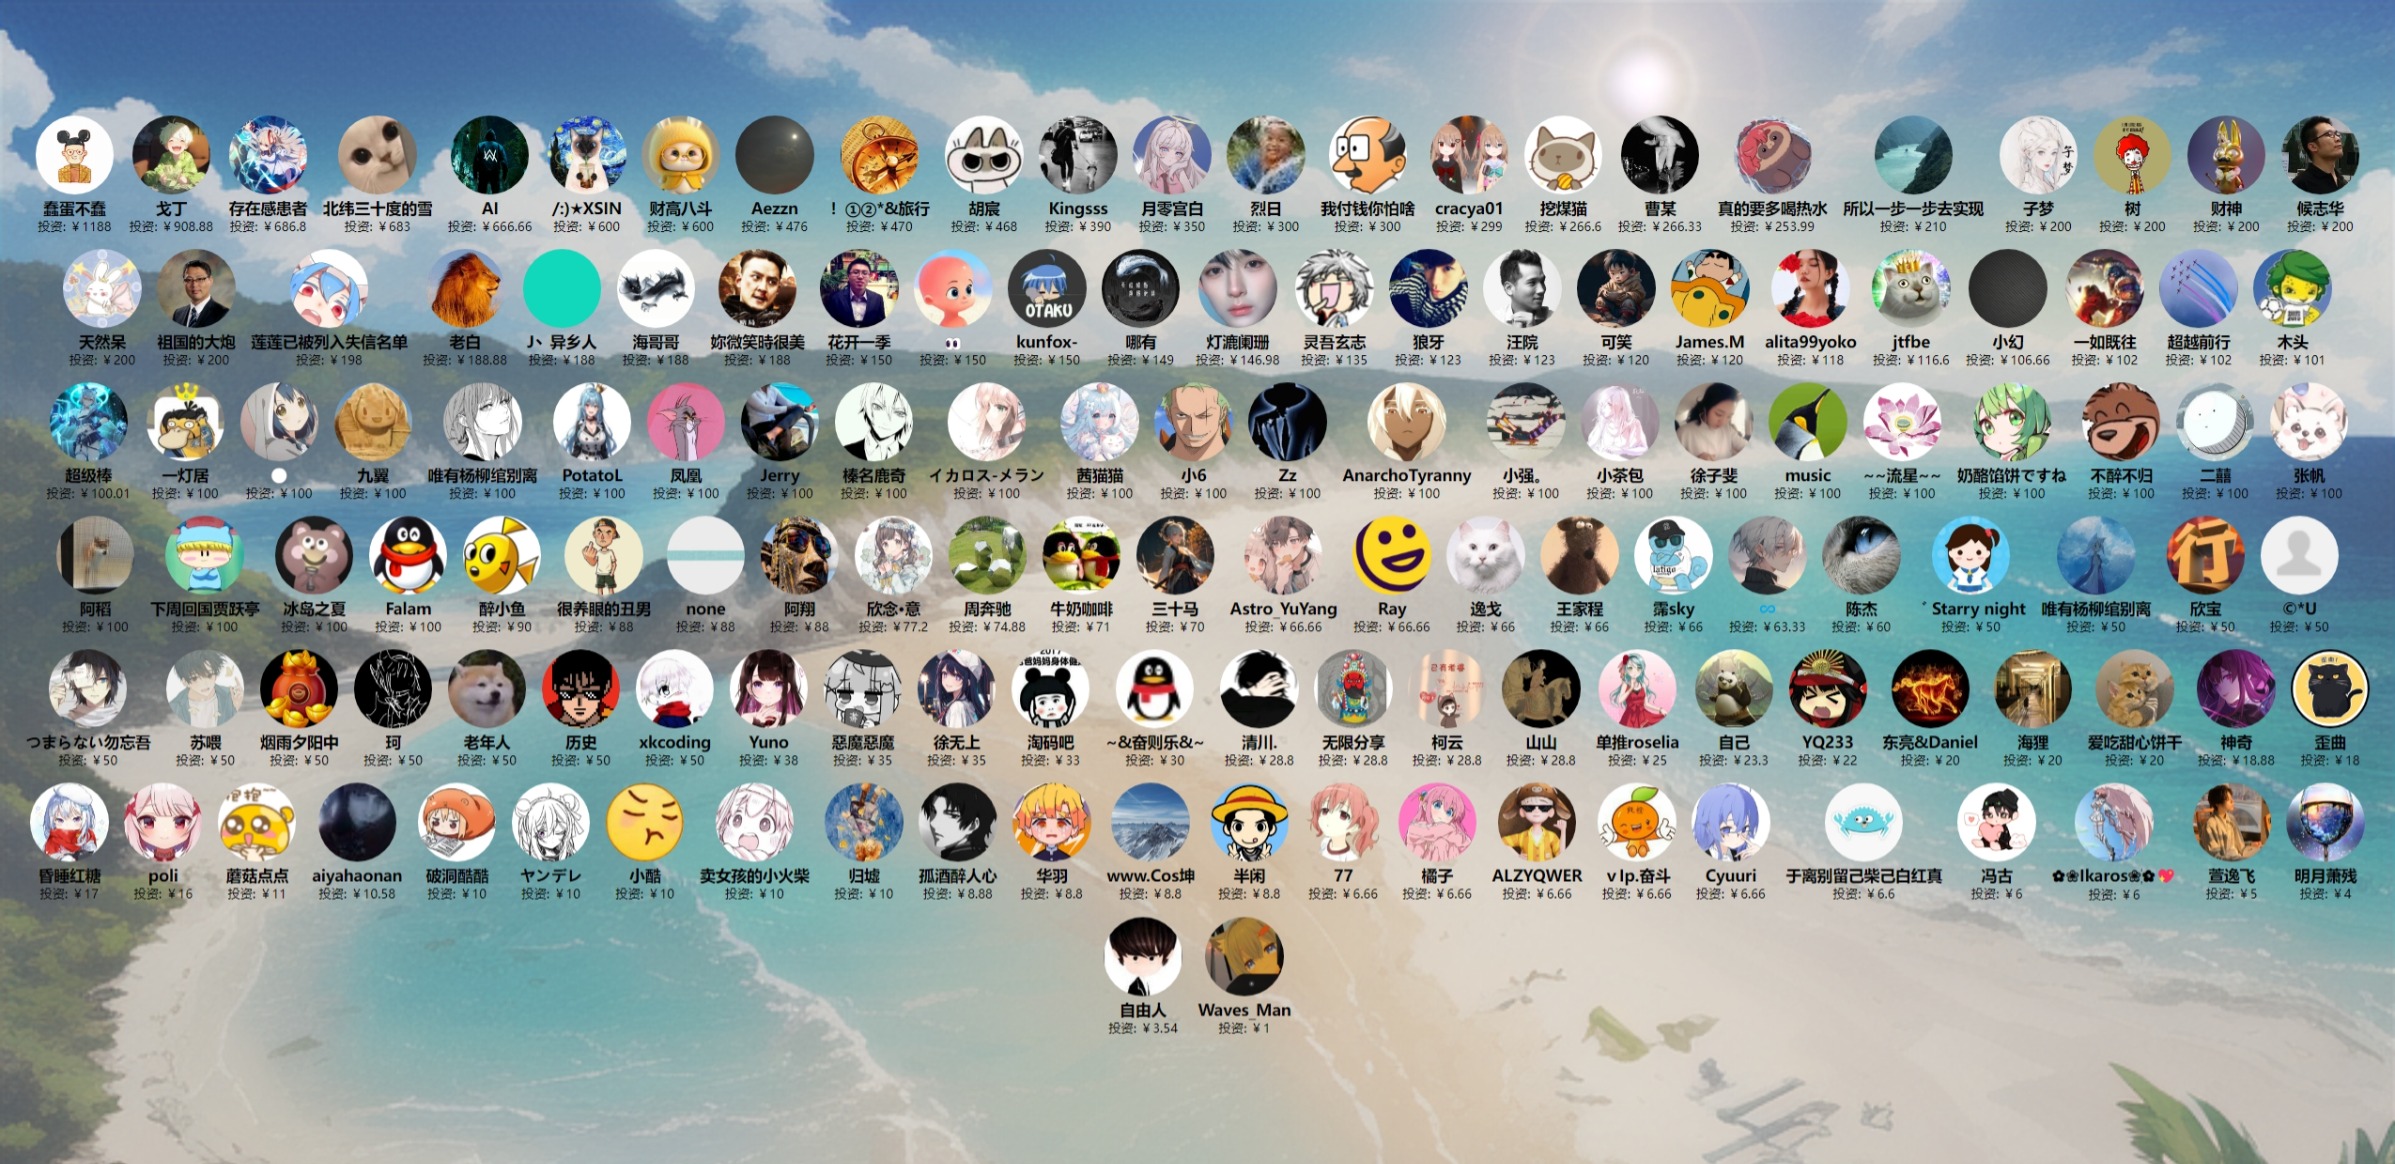 蠢蛋不蠢 戈丁 存在感患者 北纬三十度的雪 AI /:)★XSIN 财高八斗 Aezzn ！①②*&旅行 胡宸 Kingsss 月零宫白 烈日 我付钱你怕啥 cracya01 挖煤猫 曹某 真的要多喝热水 所以一步一步去实现 子梦 树 财神 候志华
投资: ￥1188 投资: ￥908.88 投资: ￥686.8 投资: ￥683 投资: ￥666.66 投资: ￥600 投资: ￥600 投资: ￥476 投资: ￥470 投资: ￥468 投资: ￥390 投资: ￥350 投资: ￥300 投资: ￥300 投资: ￥299 投资: ￥266.6 投资: ￥266.33 投资: ￥253.99 投资: ￥210 投资: ￥200 投资: ￥200 投资: ￥200 投资: ￥200
OTAKU
天然呆 祖国的大炮 莲莲已被列入失信名单 老白 J丶异乡人 海哥哥 妳微笑時很美 花开一季 kunfox- 哪有 灯漉阑珊 灵吾玄志 狼牙 汪院 可笑 James.M alita99yoko jtfbe 小幻 一如既往 超越前行 木头
投资: ￥200 投资: ￥200 投资: ￥198 投资: ￥188.88 投资: ￥188 投资: ￥188 投资: ￥188 投资: ￥150 投资: ￥150 投资: ￥150 投资: ￥149 投资: ￥146.98 投资: ￥135 投资: ￥123 投资: ￥123 投资: ￥120 投资: ￥120 投资: ￥118 投资: ￥116.6 投资: ￥106.66 投资: ￥102 投资: ￥102 投资: ￥101
超级棒 一灯居 九翼 唯有杨柳绾别离 PotatoL 凤凰 Jerry 榛名鹿奇 イカロス-メラン 茜猫猫 小6 Zz AnarchoTyranny 小强。 小茶包 徐子斐 music ~~流星~~ 奶酪馅饼ですね 不醉不归 二囍 张帆
投资: ￥100.01 投资: ￥100 投资: ￥100 投资: ￥100 投资: ￥100 投资: ￥100 投资: ￥100 投资: ￥100 投资: ￥100 投资: ￥100 投资: ￥100 投资: ￥100 投资: ￥100 投资: ￥100 投资: ￥100 投资: ￥100 投资: ￥100 投资: ￥100 投资: ￥100 投资: ￥100 投资: ￥100 投资: ￥100 投资: ￥100
行
阿稻 下周回国贾跃亭 冰岛之夏 Falam 醉小鱼 很养眼的丑男 none 阿翔 欣念•意 周奔驰 牛奶咖啡 三十马 Astro_YuYang Ray 逸戈 王家程 霈sky ∞ 陈杰 ﹡Starry night 唯有杨柳绾别离 欣宝 ©*U
投资: ￥100 投资: ￥100 投资: ￥100 投资: ￥100 投资: ￥90 投资: ￥88 投资: ￥88 投资: ￥88 投资: ￥77.2 投资: ￥74.88 投资: ￥71 投资: ￥70 投资: ￥66.66 投资: ￥66.66 投资: ￥66 投资: ￥66 投资: ￥66 投资: ￥63.33 投资: ￥60 投资: ￥50 投资: ￥50 投资: ￥50 投资: ￥50
つまらない勿忘吾 苏喂 烟雨夕阳中 珂 老年人 历史 xkcoding Yuno 惡魔惡魔 徐无上 淘码吧 ~&奋则乐&~ 清川. 无限分享 柯云 山山 单推roselia 自己 YQ233 东亮&Daniel 海狸 爱吃甜心饼干 神奇 歪曲
投资: ￥50 投资: ￥50 投资: ￥50 投资: ￥50 投资: ￥50 投资: ￥50 投资: ￥50 投资: ￥38 投资: ￥35 投资: ￥35 投资: ￥33 投资: ￥30 投资: ￥28.8 投资: ￥28.8 投资: ￥28.8 投资: ￥28.8 投资: ￥25 投资: ￥23.3 投资: ￥22 投资: ￥20 投资: ￥20 投资: ￥20 投资: ￥18.88 投资: ￥18
昏睡红糖 poli 蘑菇点点 aiyahaonan 破洞酷酷 ヤンデレ 小酷 卖女孩的小火柴 归墟 孤酒醉人心 华羽 www.Cos坤 半闲 77 橘子 ALZYQWER ⅴlp.奋斗 Cyuuri 于离别留己柴己白红真 冯古 ✿❀Ikaros❀✿💖 萱逸飞 明月萧残
投资: ￥17 投资: ￥16 投资: ￥11 投资: ￥10.58 投资: ￥10 投资: ￥10 投资: ￥10 投资: ￥10 投资: ￥10 投资: ￥8.88 投资: ￥8.8 投资: ￥8.8 投资: ￥8.8 投资: ￥6.66 投资: ￥6.66 投资: ￥6.66 投资: ￥6.66 投资: ￥6.66 投资: ￥6.6 投资: ￥6 投资: ￥6 投资: ￥5 投资: ￥4
自由人 Waves_Man
投资: ￥3.54 投资: ￥1